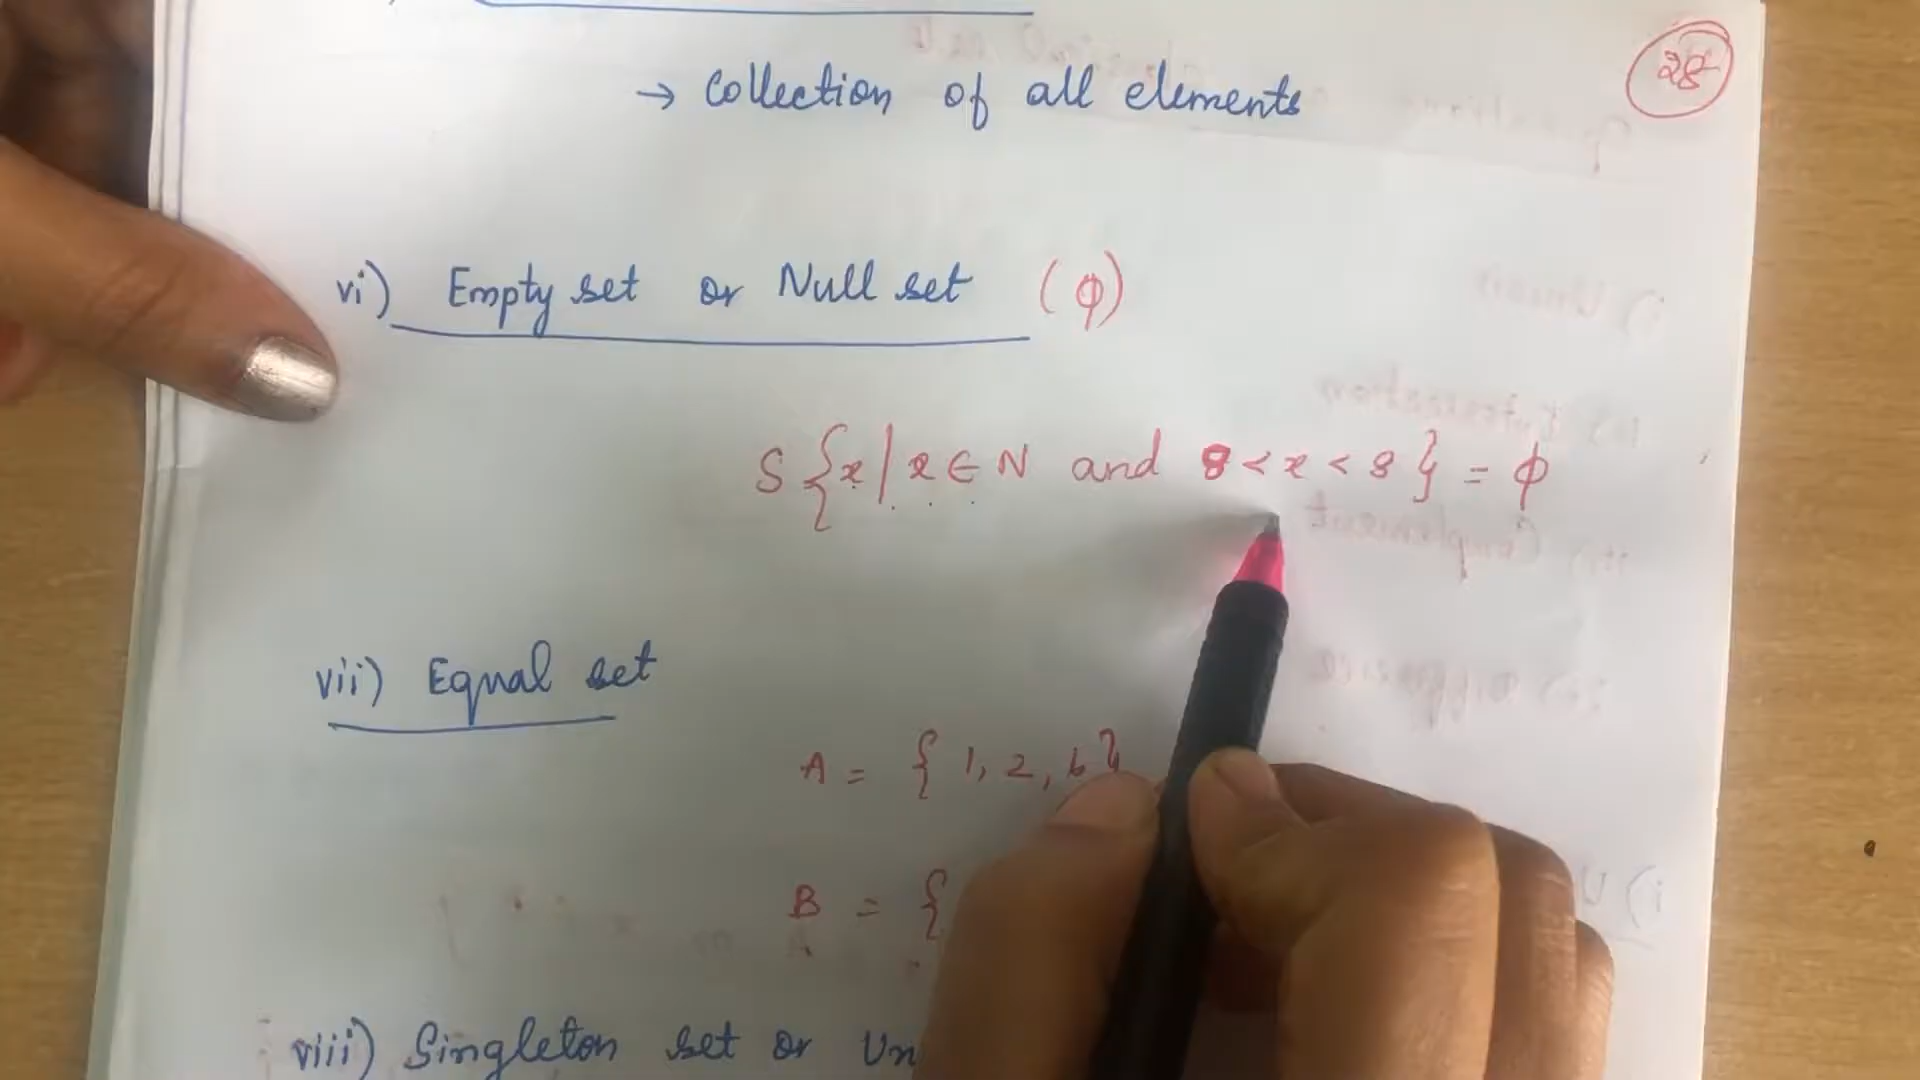 28
→ Collection of all elements
vi) Empty set or Null set (φ)
S {x/x∈N and 8<x<8} = φ
vii) Equal set
A = {1, 2, 6}
B = {
viii) Singleton set or Un